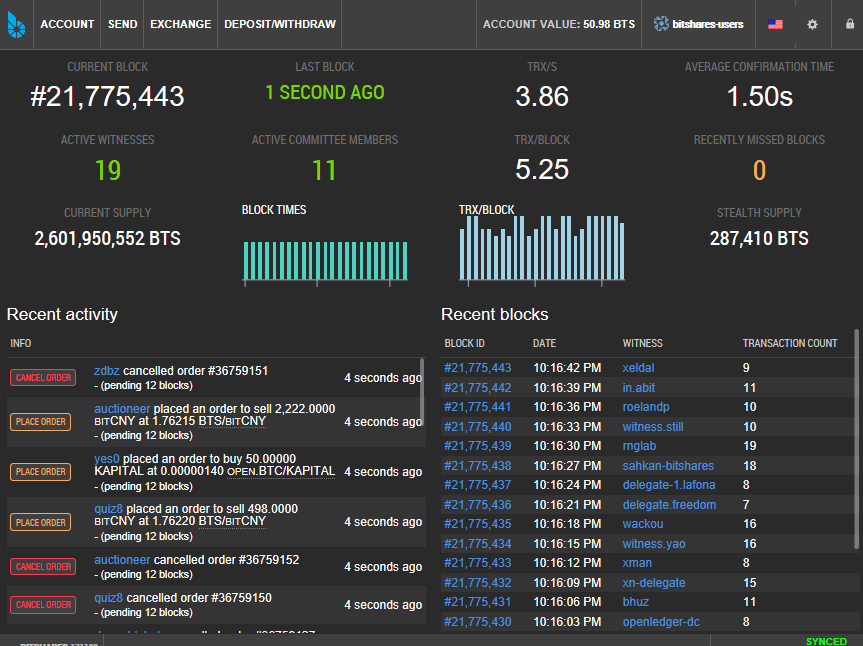 ACCOUNT SEND EXCHANGE DEPOSIT/WITHDRAW ACCOUNT VALUE: 50.98 BTS bitshares-users
CURRENT BLOCK LAST BLOCK TRX/S AVERAGE CONFIRMATION TIME
#21,775,443 1 SECOND AGO 3.86 1.50s
ACTIVE WITNESSES ACTIVE COMMITTEE MEMBERS TRX/BLOCK RECENTLY MISSED BLOCKS
19 11 5.25 0
CURRENT SUPPLY BLOCK TIMES TRX/BLOCK STEALTH SUPPLY
2,601,950,552 BTS 287,410 BTS
Recent activity
INFO
CANCEL ORDER zdbz cancelled order #36759151 4 seconds ago
- (pending 12 blocks)
PLACE ORDER auctioneer placed an order to sell 2,222.0000
BITCNY at 1.76215 BTS/BITCNY 4 seconds ago
- (pending 12 blocks)
PLACE ORDER yes0 placed an order to buy 50.00000
KAPITAL at 0.00000140 OPEN.BTC/KAPITAL 4 seconds ago
- (pending 12 blocks)
PLACE ORDER quiz8 placed an order to sell 498.0000
BITCNY at 1.76220 BTS/BITCNY 4 seconds ago
- (pending 12 blocks)
CANCEL ORDER auctioneer cancelled order #36759152 4 seconds ago
- (pending 12 blocks)
CANCEL ORDER quiz8 cancelled order #36759150 4 seconds ago
- (pending 12 blocks)
Recent blocks
BLOCK ID DATE WITNESS TRANSACTION COUNT
#21,775,443 10:16:42 PM xeldal 9
#21,775,442 10:16:39 PM in.abit 11
#21,775,441 10:16:36 PM roelandp 10
#21,775,440 10:16:33 PM witness.still 10
#21,775,439 10:16:30 PM rnglab 19
#21,775,438 10:16:27 PM sahkan-bitshares 18
#21,775,437 10:16:24 PM delegate-1.lafona 8
#21,775,436 10:16:21 PM delegate.freedom 7
#21,775,435 10:16:18 PM wackou 16
#21,775,434 10:16:15 PM witness.yao 16
#21,775,433 10:16:12 PM xman 8
#21,775,432 10:16:09 PM xn-delegate 15
#21,775,431 10:16:06 PM bhuz 11
#21,775,430 10:16:03 PM openledger-dc 8
SYNCED